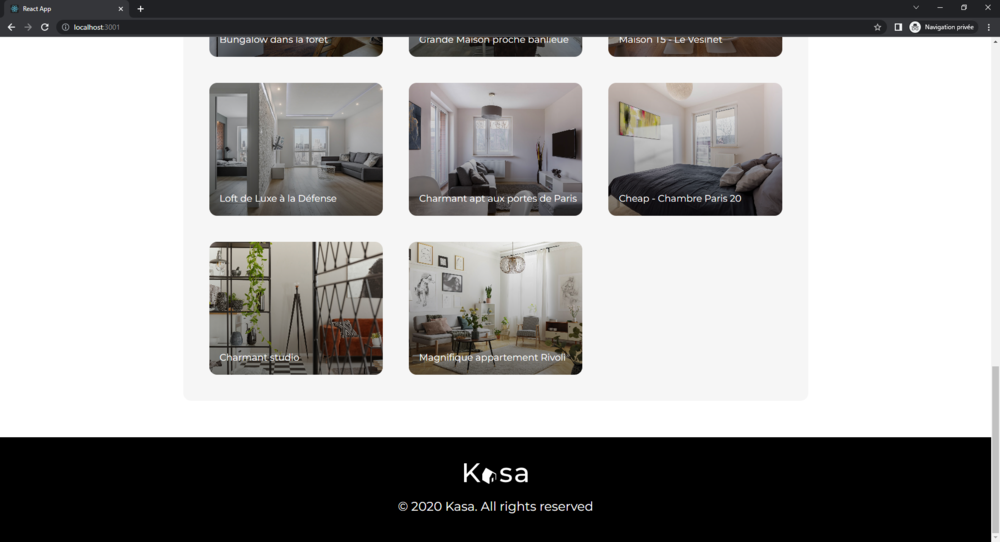 React App
localhost:3001
Navigation privée
Bungalow dans la forêt
Grande Maison proche banlieue
Maison T5 - Le Vésinet
Loft de Luxe à la Défense
Charmant apt aux portes de Paris
Cheap - Chambre Paris 20
Charmant studio
Magnifique appartement Rivoli
Kasa
© 2020 Kasa. All rights reserved